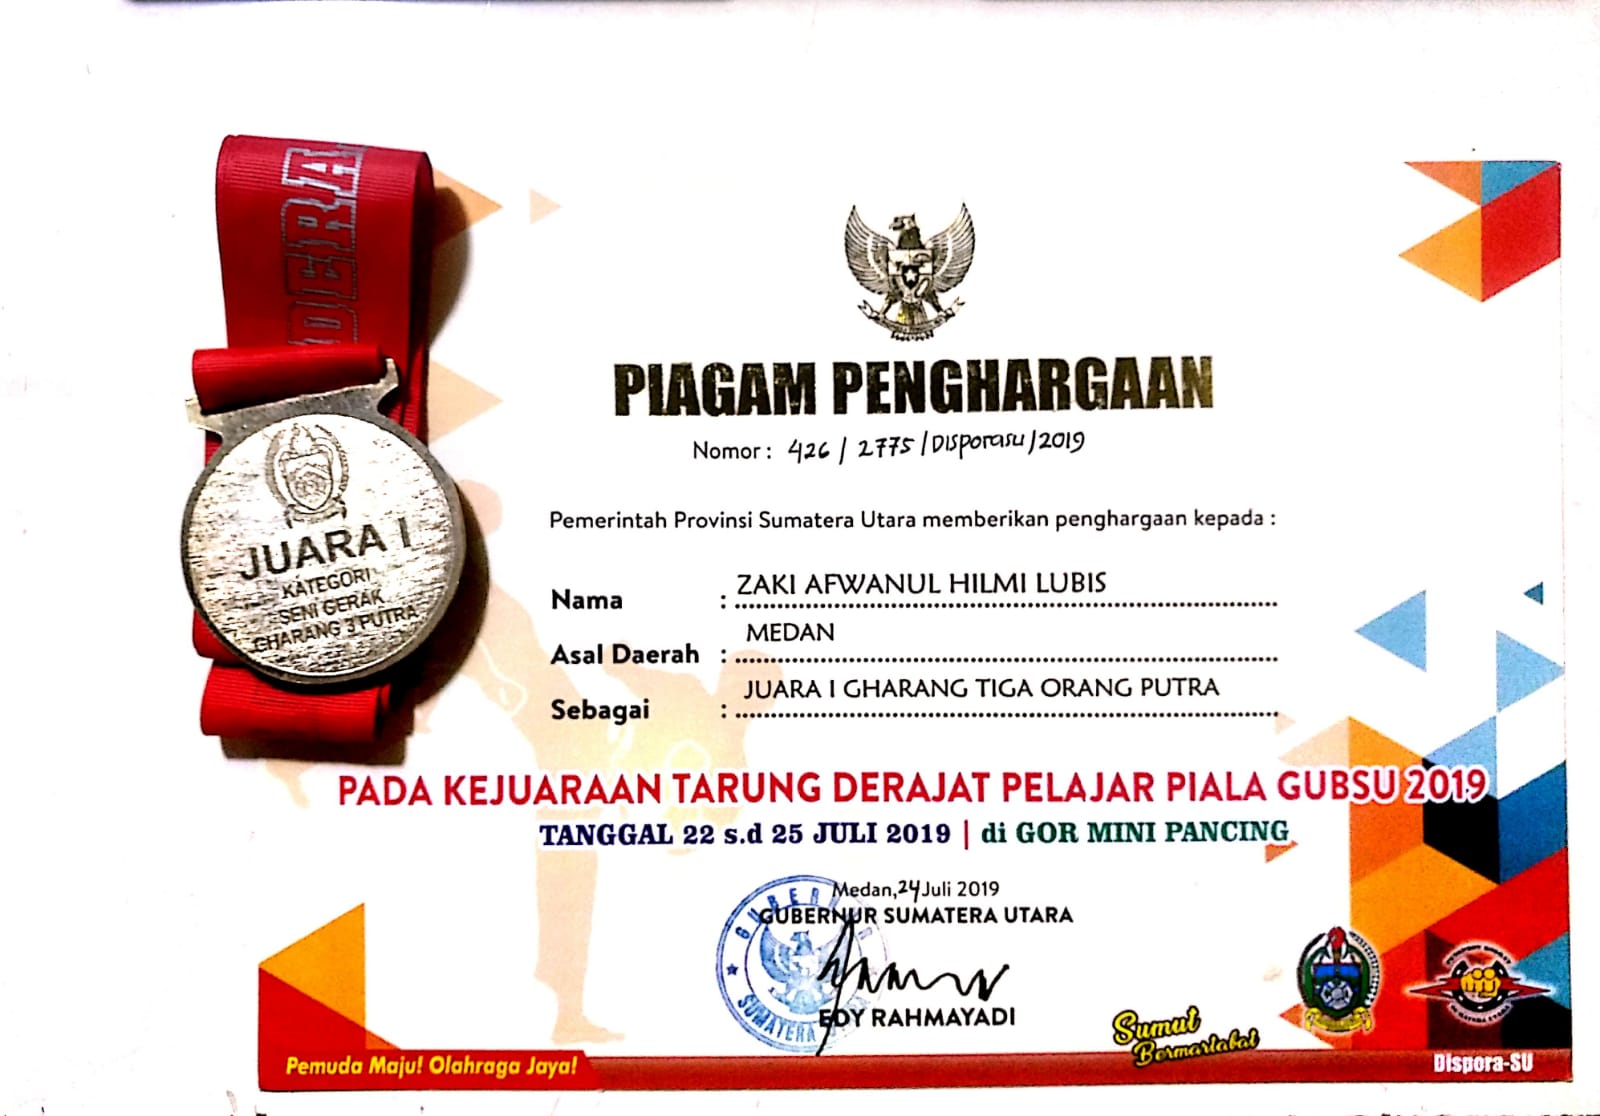 DERA
JUARA I
KATEGORI
SENI GERAK
GHARANG 3 PUTRA
PIAGAM PENGHARGAAN
Nomor : 426 / 2775 / Disporasu / 2019
Pemerintah Provinsi Sumatera Utara memberikan penghargaan kepada :
Nama : ZAKI AFWANUL HILMI LUBIS
Asal Daerah : MEDAN
Sebagai : JUARA I GHARANG TIGA ORANG PUTRA
PADA KEJUARAAN TARUNG DERAJAT PELAJAR PIALA GUBSU 2019
TANGGAL 22 s.d 25 JULI 2019 | di GOR MINI PANCING
Medan, 24 Juli 2019
GUBERNUR SUMATERA UTARA
GUBERNUR
SUMATERA
EDY RAHMAYADI
Sumut
Bermartabat
Pemuda Maju! Olahraga Jaya!
Dispora-SU